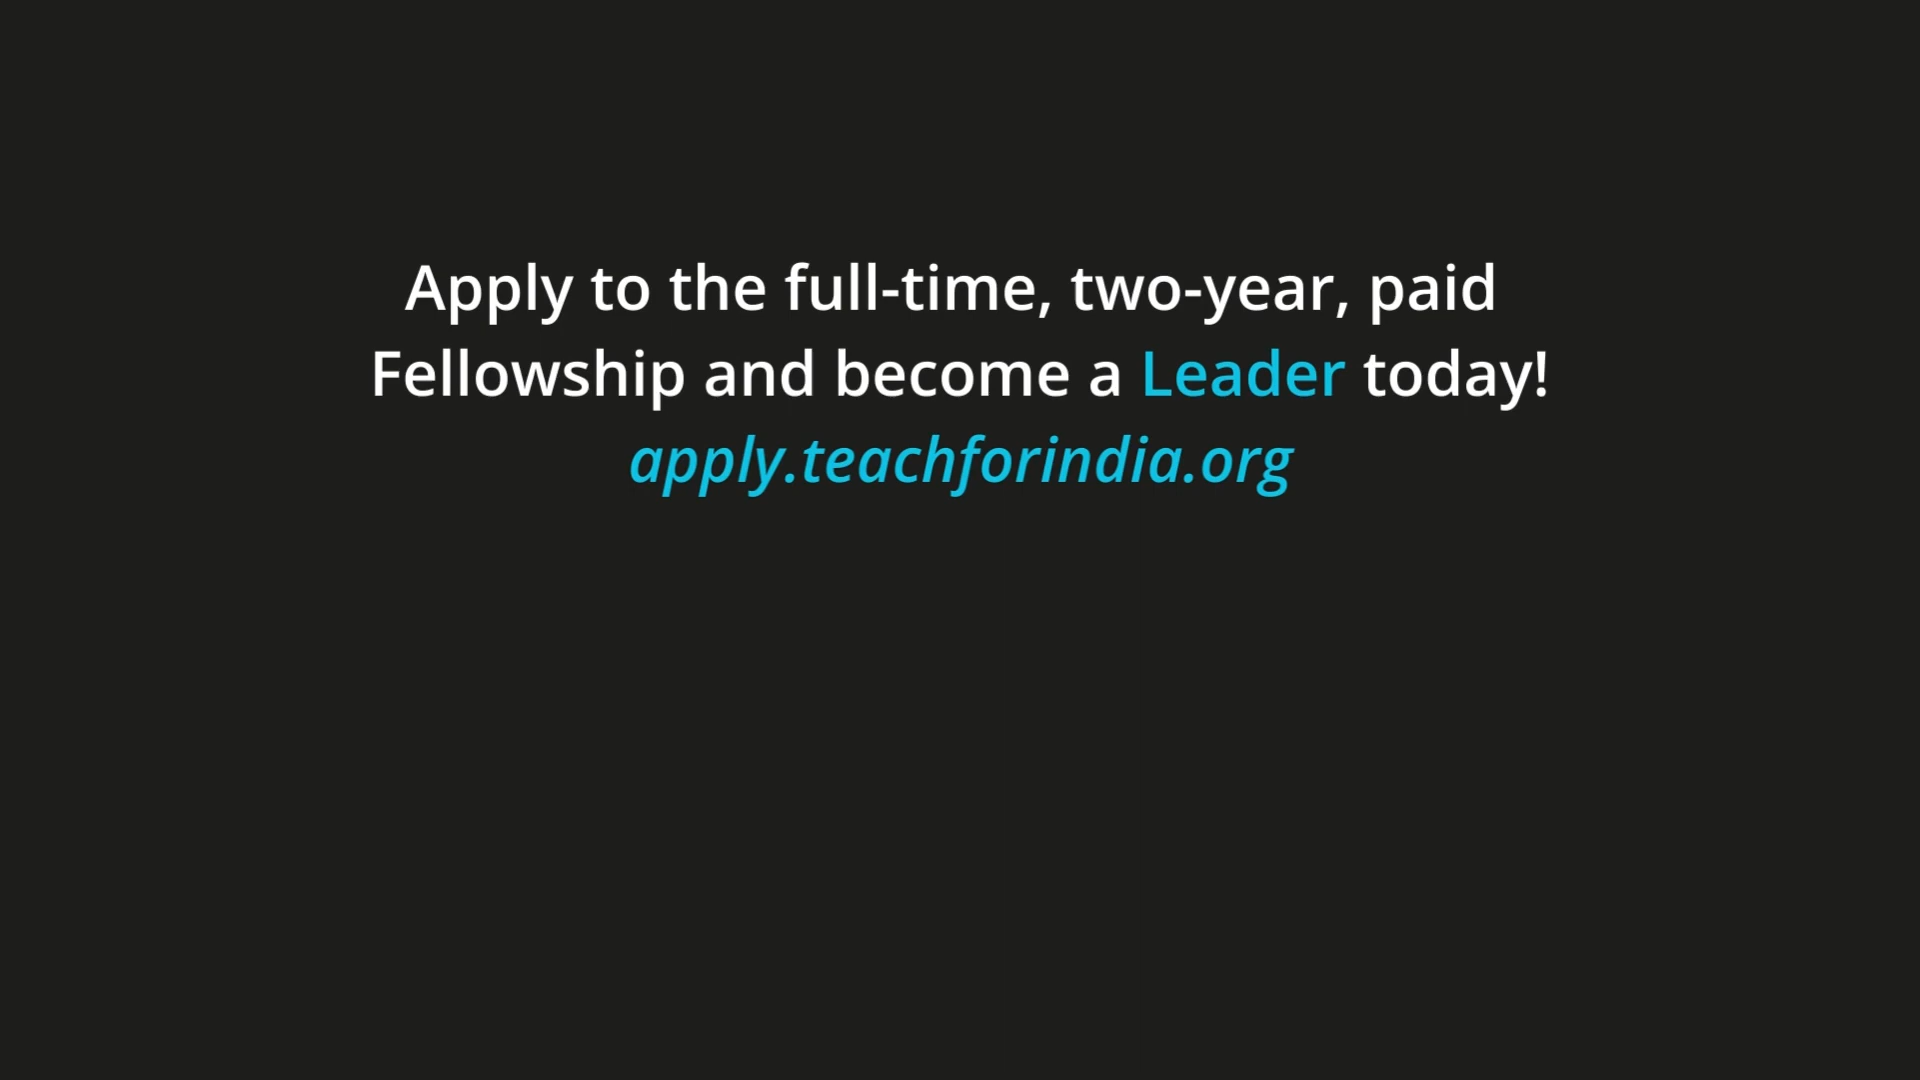 Apply to the full-time, two-year, paid
Fellowship and become a Leader today!
apply.teachforindia.org